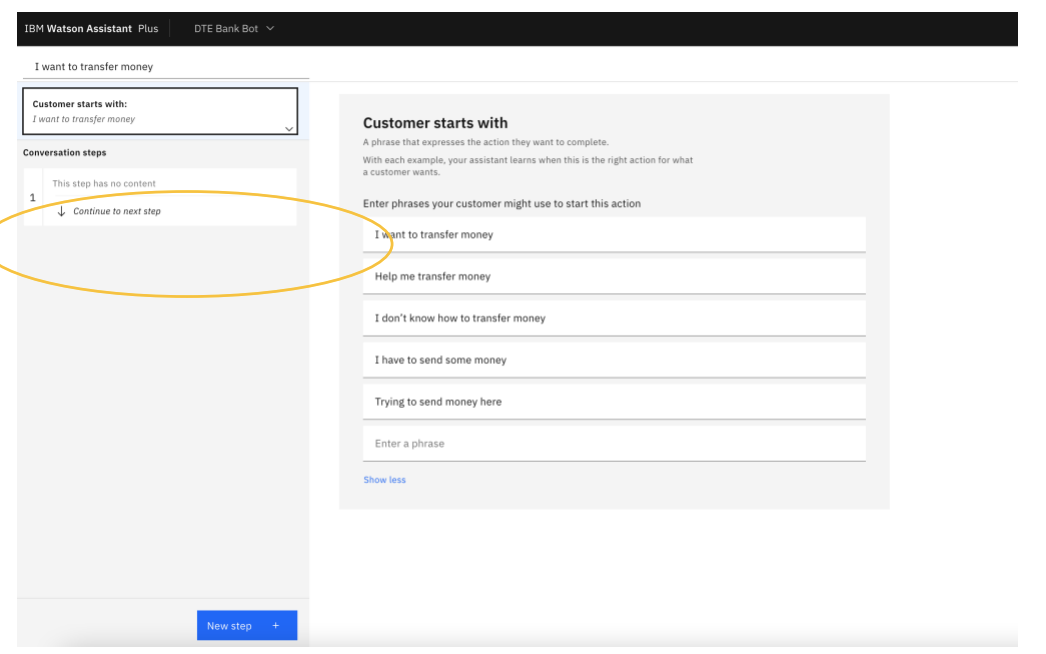 IBM Watson Assistant Plus
DTE Bank Bot
I want to transfer money
Customer starts with:
I want to transfer money
Conversation steps
1
This step has no content
Continue to next step
New step +
Customer starts with
A phrase that expresses the action they want to complete.
With each example, your assistant learns when this is the right action for what
a customer wants.
Enter phrases your customer might use to start this action
I want to transfer money
Help me transfer money
I don't know how to transfer money
I have to send some money
Trying to send money here
Enter a phrase
Show less